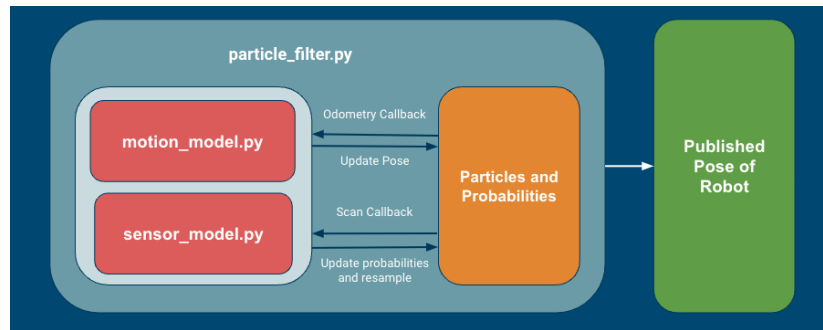 particle_filter.py
motion_model.py
Odometry Callback
Update Pose
sensor_model.py
Scan Callback
Update probabilities
and resample
Particles and
Probabilities
Published
Pose of
Robot